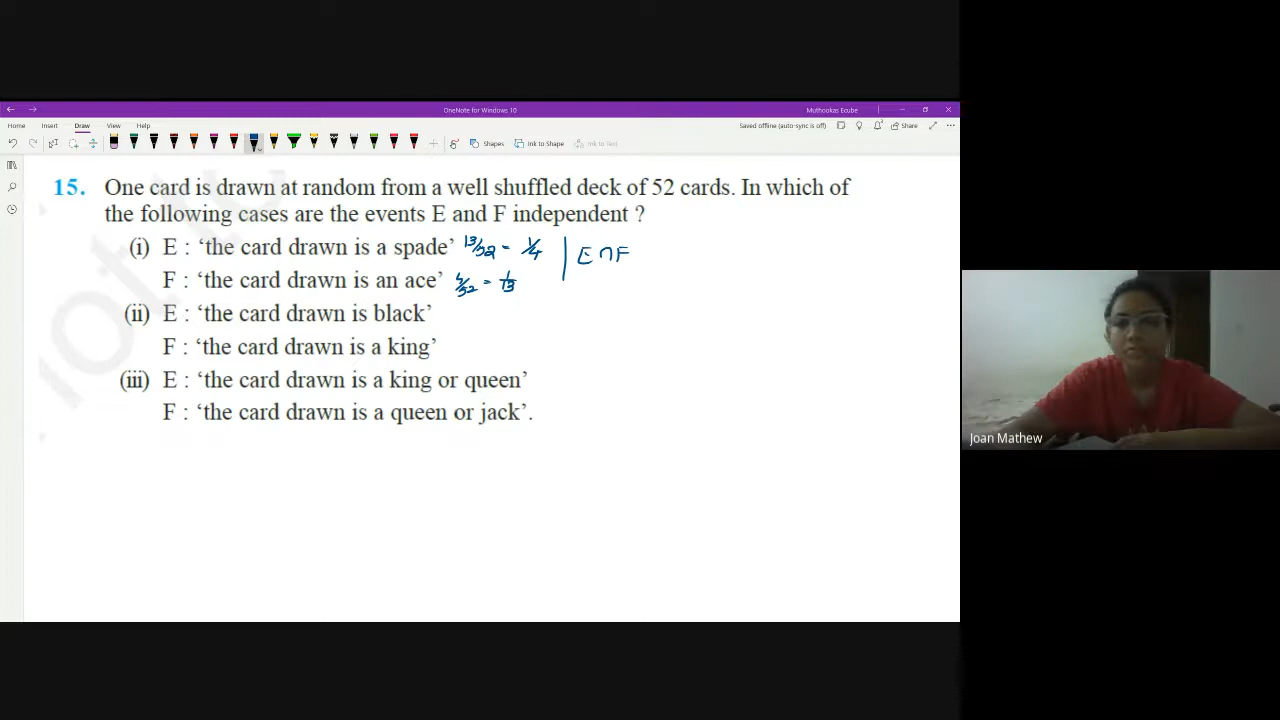 OneNote for Windows 10
Muthookas Ecube
Home Insert Draw View Help
Saved offline (auto-sync is off)
Share
Shapes
Ink to Shape
Ink to Text
15. One card is drawn at random from a well shuffled deck of 52 cards. In which of
the following cases are the events E and F independent ?
(i) E : ‘the card drawn is a spade’ 13/52 = 1/4 | E ∩ F
F : ‘the card drawn is an ace’ 4/52 = 1/13
(ii) E : ‘the card drawn is black’
F : ‘the card drawn is a king’
(iii) E : ‘the card drawn is a king or queen’
F : ‘the card drawn is a queen or jack’.
not
Joan Mathew